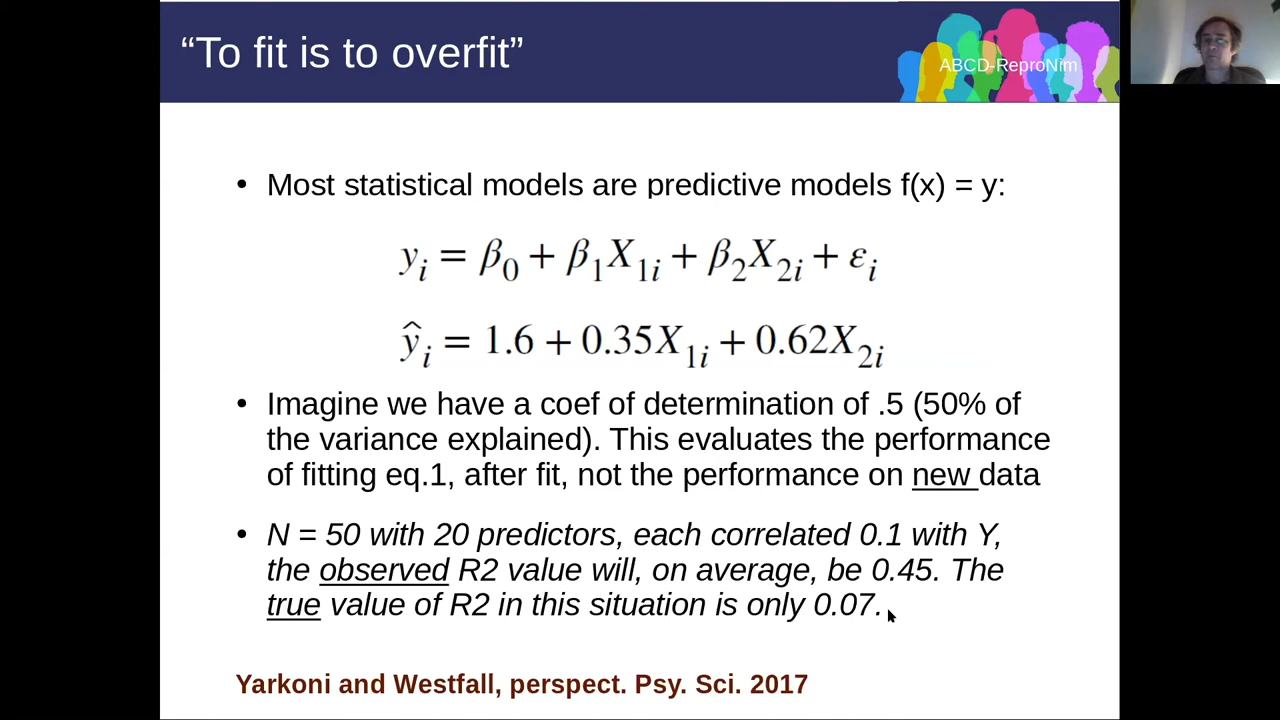 “To fit is to overfit”
ABCD-ReproNim
• Most statistical models are predictive models f(x) = y:
yᵢ = β₀ + β₁X₁ᵢ + β₂X₂ᵢ + εᵢ
ŷᵢ = 1.6 + 0.35X₁ᵢ + 0.62X₂ᵢ
• Imagine we have a coef of determination of .5 (50% of
the variance explained). This evaluates the performance
of fitting eq.1, after fit, not the performance on new data
• N = 50 with 20 predictors, each correlated 0.1 with Y,
the observed R2 value will, on average, be 0.45. The
true value of R2 in this situation is only 0.07.
Yarkoni and Westfall, perspect. Psy. Sci. 2017